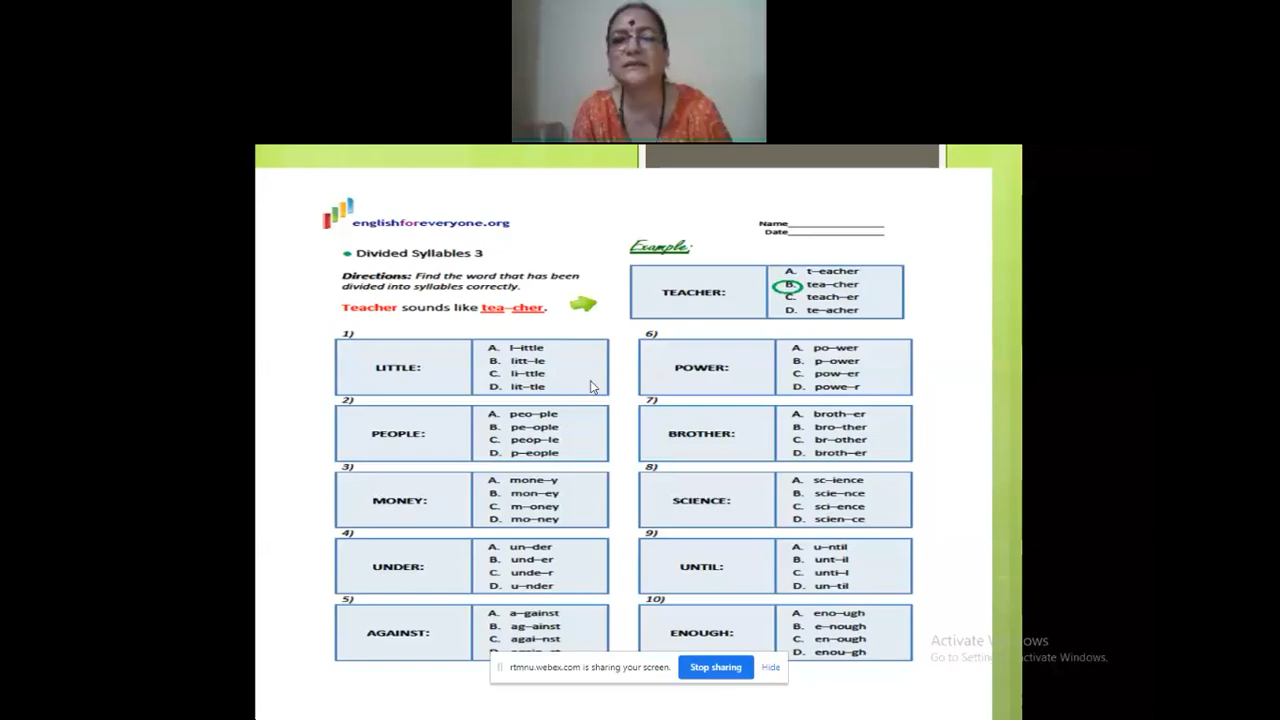 englishforeveryone.org
Name
Date
Divided Syllables 3
Directions: Find the word that has been
divided into syllables correctly.
Teacher sounds like tea–cher.
Example:
TEACHER:
A. t–eacher
B. tea–cher
C. teach–er
D. te–acher
1)
LITTLE:
A. l–ittle
B. litt–le
C. li–ttle
D. lit–tle
2)
PEOPLE:
A. peo–ple
B. pe–ople
C. peop–le
D. p–eople
3)
MONEY:
A. mone–y
B. mon–ey
C. m–oney
D. mo–ney
4)
UNDER:
A. un–der
B. und–er
C. unde–r
D. u–nder
5)
AGAINST:
A. a–gainst
B. ag–ainst
C. agai–nst
6)
POWER:
A. po–wer
B. p–ower
C. pow–er
D. powe–r
7)
BROTHER:
A. broth–er
B. bro–ther
C. br–other
D. broth–er
8)
SCIENCE:
A. sc–ience
B. scie–nce
C. sci–ence
D. scien–ce
9)
UNTIL:
A. u–ntil
B. unt–il
C. unti–l
D. un–til
10)
ENOUGH:
A. eno–ugh
B. e–nough
C. en–ough
D. enou–gh
rtmnu.webex.com is sharing your screen.
Stop sharing
Hide
Activate Windows
Go to Settings to activate Windows.